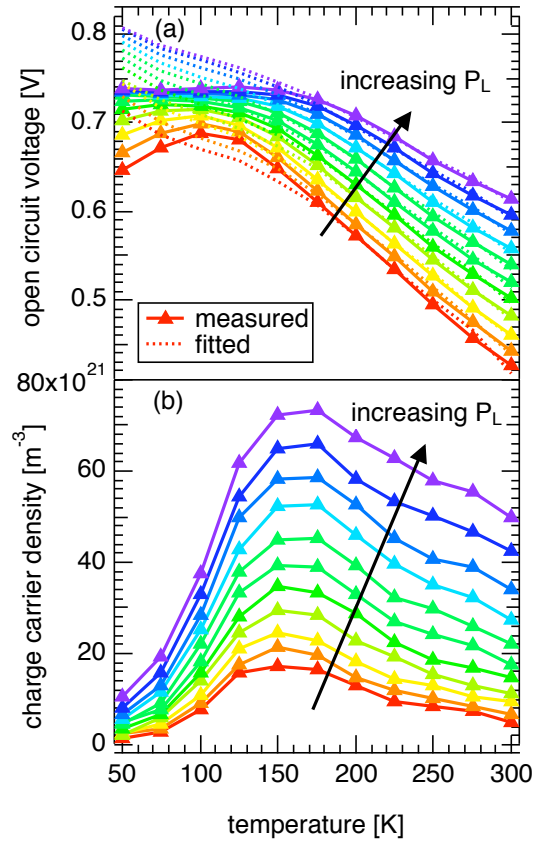 (a)
0.8
0.7
0.6
0.5
open circuit voltage [V]
increasing P_L
measured
fitted
(b)
80x10^21
60
40
20
0
charge carrier density [m^-3]
increasing P_L
50 100 150 200 250 300
temperature [K]